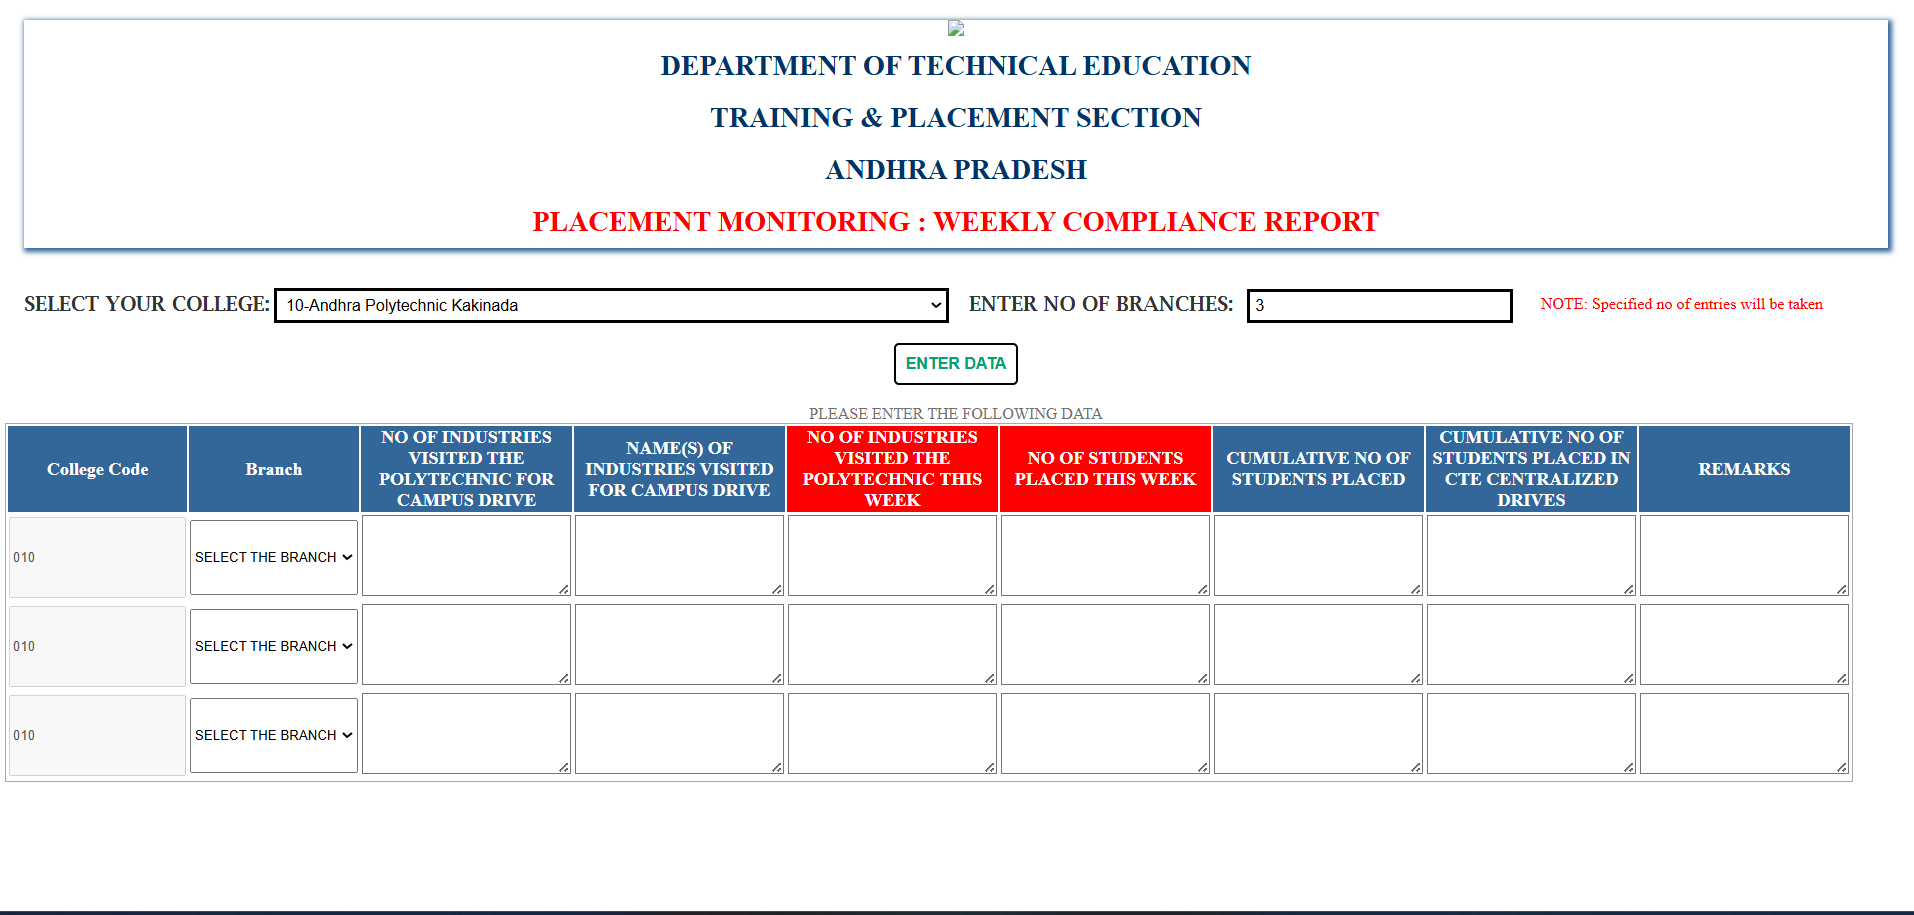 DEPARTMENT OF TECHNICAL EDUCATION
TRAINING & PLACEMENT SECTION
ANDHRA PRADESH
PLACEMENT MONITORING : WEEKLY COMPLIANCE REPORT
SELECT YOUR COLLEGE: 10-Andhra Polytechnic Kakinada ENTER NO OF BRANCHES: 3 NOTE: Specified no of entries will be taken
ENTER DATA
PLEASE ENTER THE FOLLOWING DATA
College Code
Branch
NO OF INDUSTRIES
VISITED THE
POLYTECHNIC FOR
CAMPUS DRIVE
NAME(S) OF
INDUSTRIES VISITED
FOR CAMPUS DRIVE
NO OF INDUSTRIES
VISITED THE
POLYTECHNIC THIS
WEEK
NO OF STUDENTS
PLACED THIS WEEK
CUMULATIVE NO OF
STUDENTS PLACED
CUMULATIVE NO OF
STUDENTS PLACED IN
CTE CENTRALIZED
DRIVES
REMARKS
010 SELECT THE BRANCH
010 SELECT THE BRANCH
010 SELECT THE BRANCH